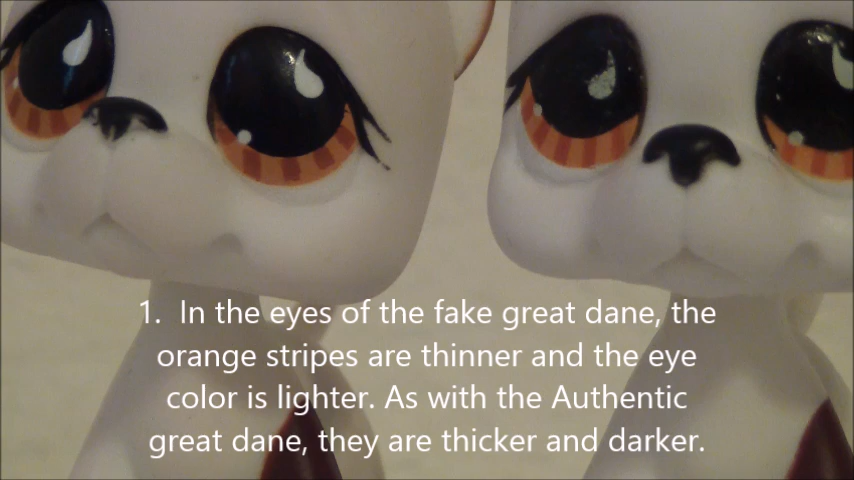 1.  In the eyes of the fake great dane, the
orange stripes are thinner and the eye
color is lighter. As with the Authentic
great dane, they are thicker and darker.